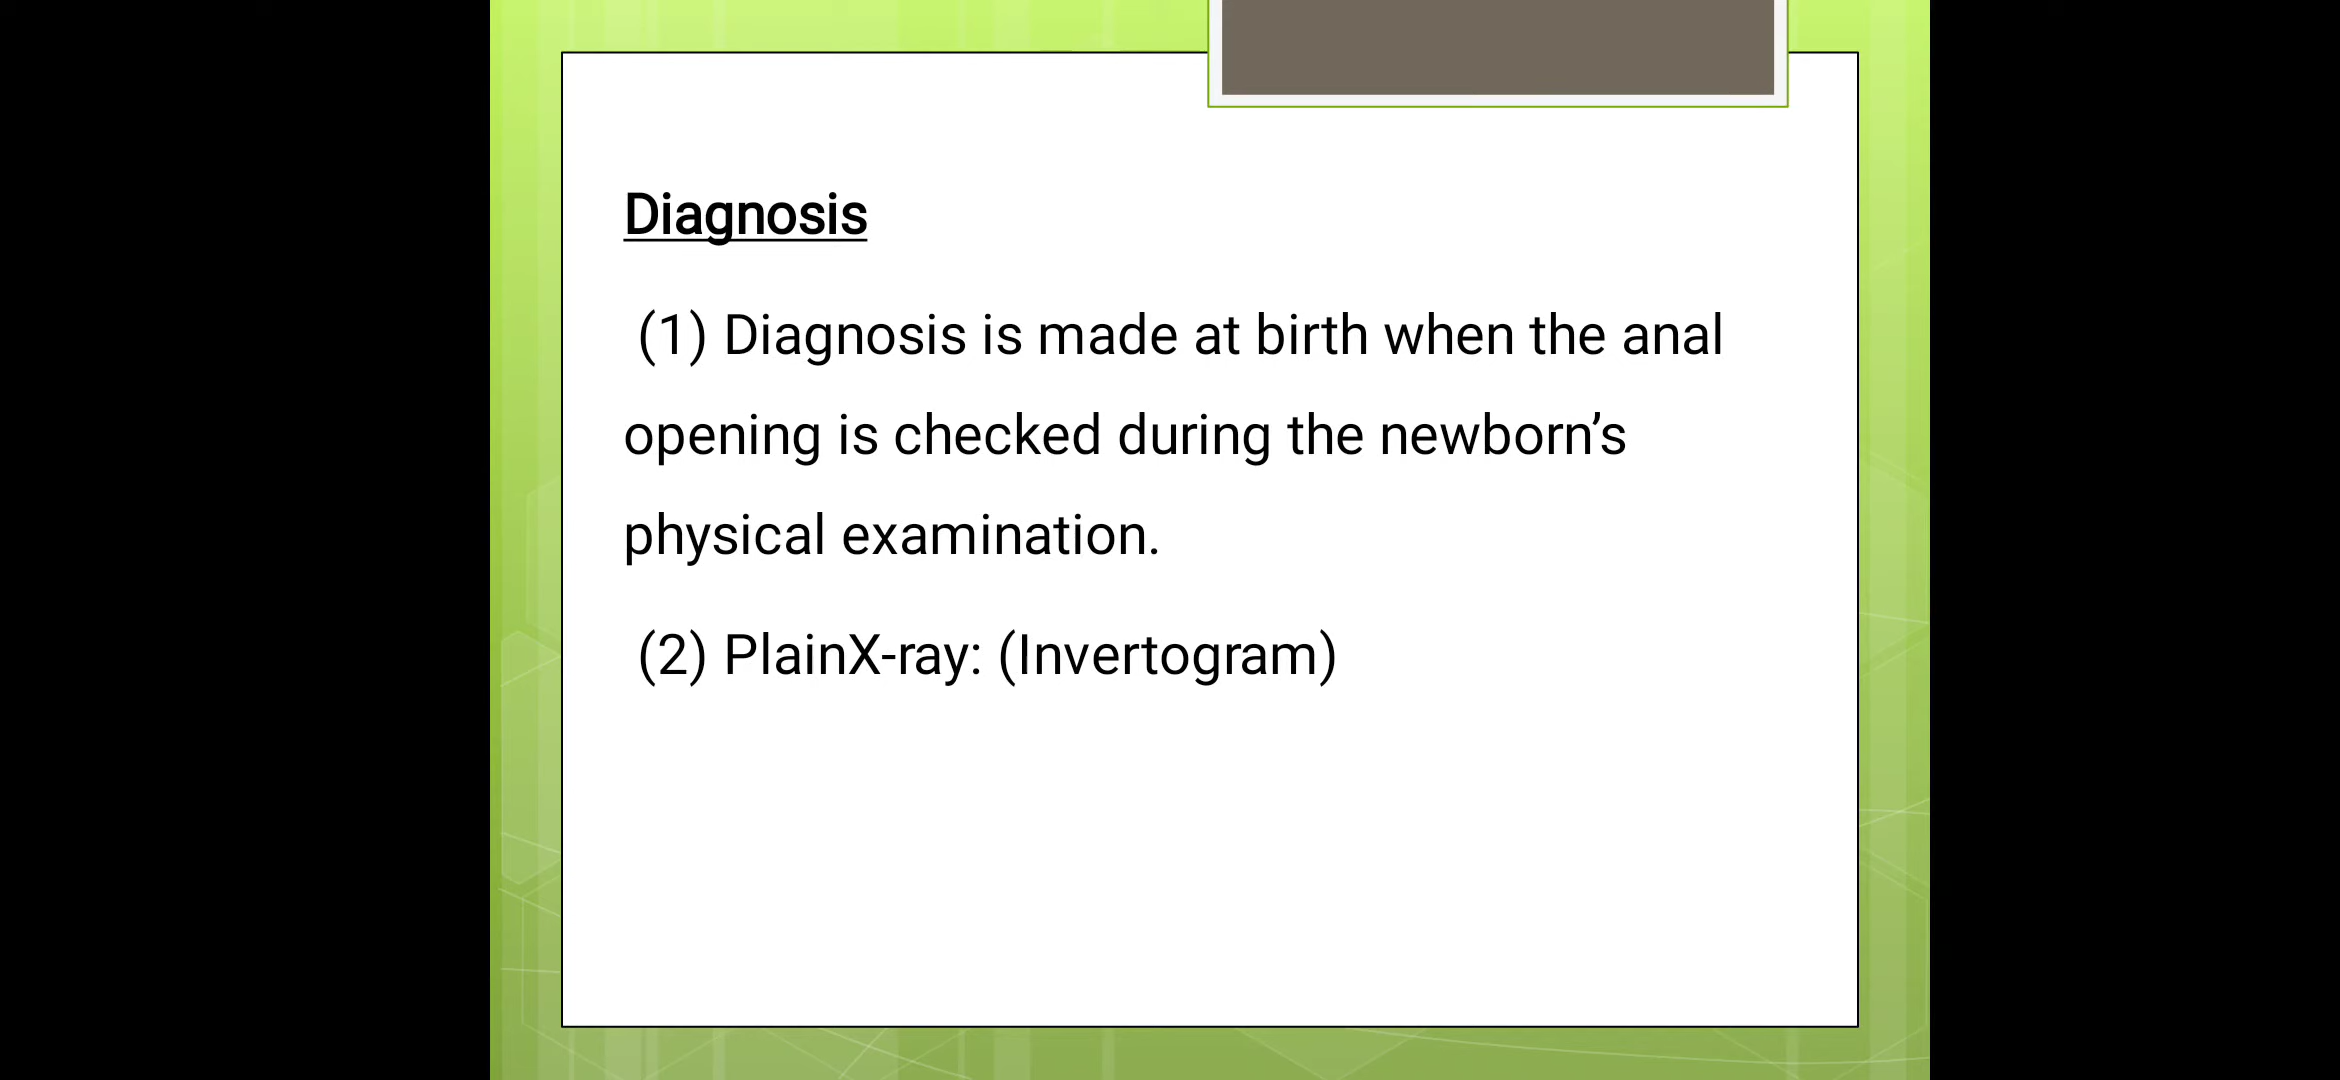 Diagnosis
(1) Diagnosis is made at birth when the anal
opening is checked during the newborn’s
physical examination.
(2) PlainX-ray: (Invertogram)